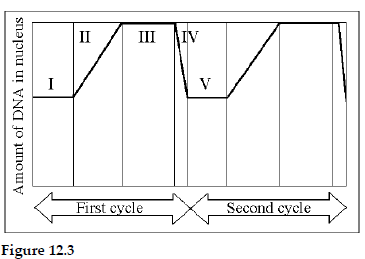 Amount of DNA in nucleus
I
II
III
IV
V
First cycle
Second cycle
Figure 12.3